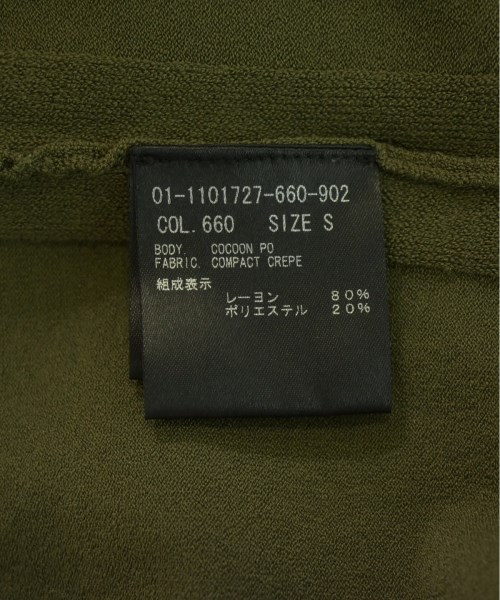 01-1101727-660-902
COL.660 SIZE S
BODY. COCOON PO
FABRIC. COMPACT CREPE
組成表示
レーヨン 80%
ポリエステル 20%